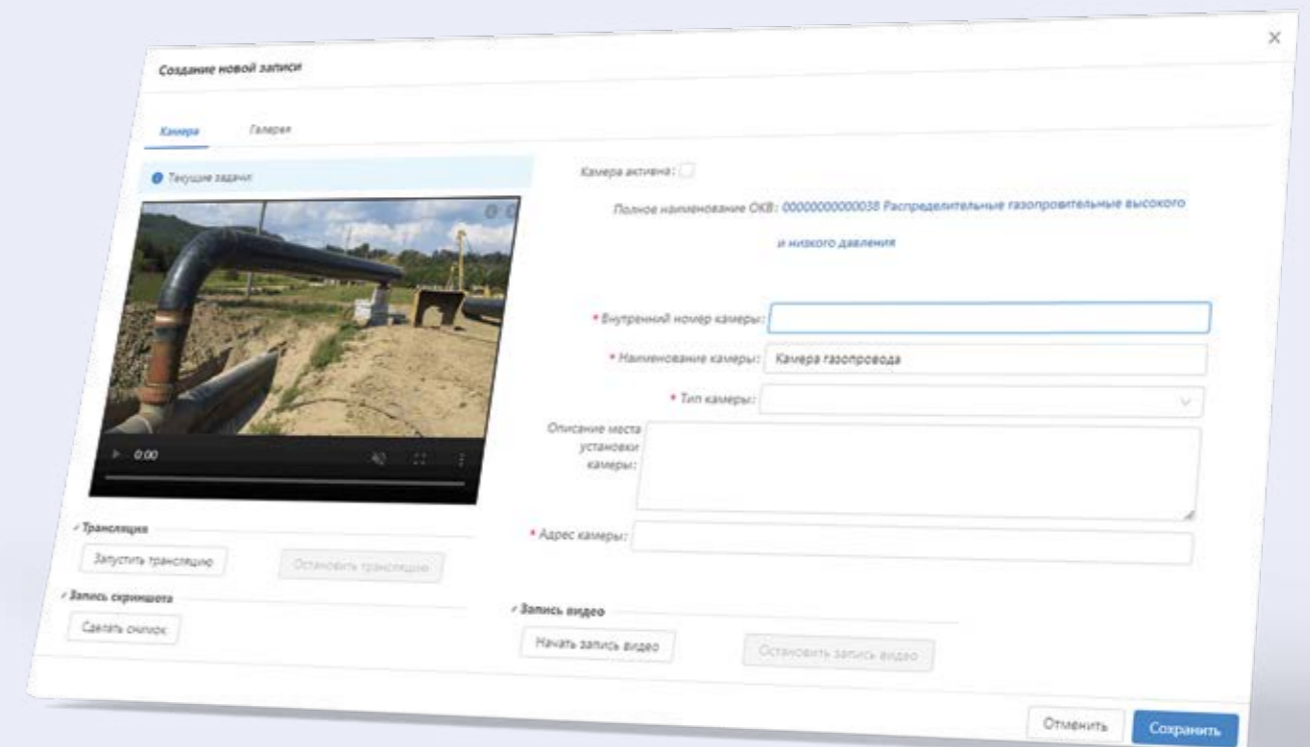 Создание новой записи
Камера
Галерея
Текущие задачи:
Камера активна:
Полное наименование ОКВ: 00000000000038 Распределительные газопровительные высокого
и низкого давления
0:00
* Внутренний номер камеры:
* Наименование камеры: Камера газопровода
* Тип камеры:
Описание места
установки
камеры:
* Адрес камеры:
Трансляция
Запустить трансляцию
Остановить трансляцию
Запись скриншота
Сделать снимок
Запись видео
Начать запись видео
Остановить запись видео
Отменить
Сохранить